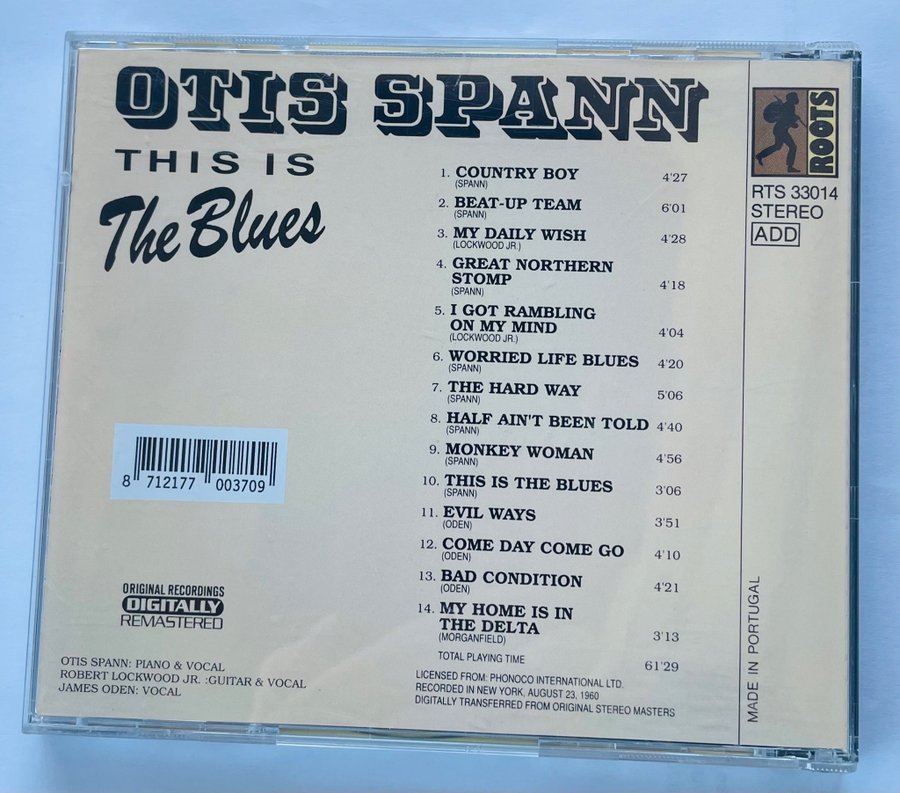 OTIS SPANN
THIS IS
The Blues
1. COUNTRY BOY 4'27
(SPANN)
2. BEAT-UP TEAM 6'01
(SPANN)
3. MY DAILY WISH 4'28
(LOCKWOOD JR.)
4. GREAT NORTHERN
STOMP 4'18
(SPANN)
5. I GOT RAMBLING
ON MY MIND 4'04
(LOCKWOOD JR.)
6. WORRIED LIFE BLUES 4'20
(SPANN)
7. THE HARD WAY 5'06
(SPANN)
8. HALF AIN'T BEEN TOLD 4'40
(SPANN)
9. MONKEY WOMAN 4'56
(SPANN)
10. THIS IS THE BLUES 3'06
(SPANN)
11. EVIL WAYS 3'51
(ODEN)
12. COME DAY COME GO 4'10
(ODEN)
13. BAD CONDITION 4'21
(ODEN)
14. MY HOME IS IN
THE DELTA 3'13
(MORGANFIELD)
TOTAL PLAYING TIME 61'29
LICENSED FROM: PHONOCO INTERNATIONAL LTD.
RECORDED IN NEW YORK, AUGUST 23, 1960
DIGITALLY TRANSFERRED FROM ORIGINAL STEREO MASTERS
8 712177 003709
ORIGINAL RECORDINGS
DIGITALLY
REMASTERED
OTIS SPANN: PIANO & VOCAL
ROBERT LOCKWOOD JR. :GUITAR & VOCAL
JAMES ODEN: VOCAL
ROOTS
RTS 33014
STEREO
ADD
MADE IN PORTUGAL